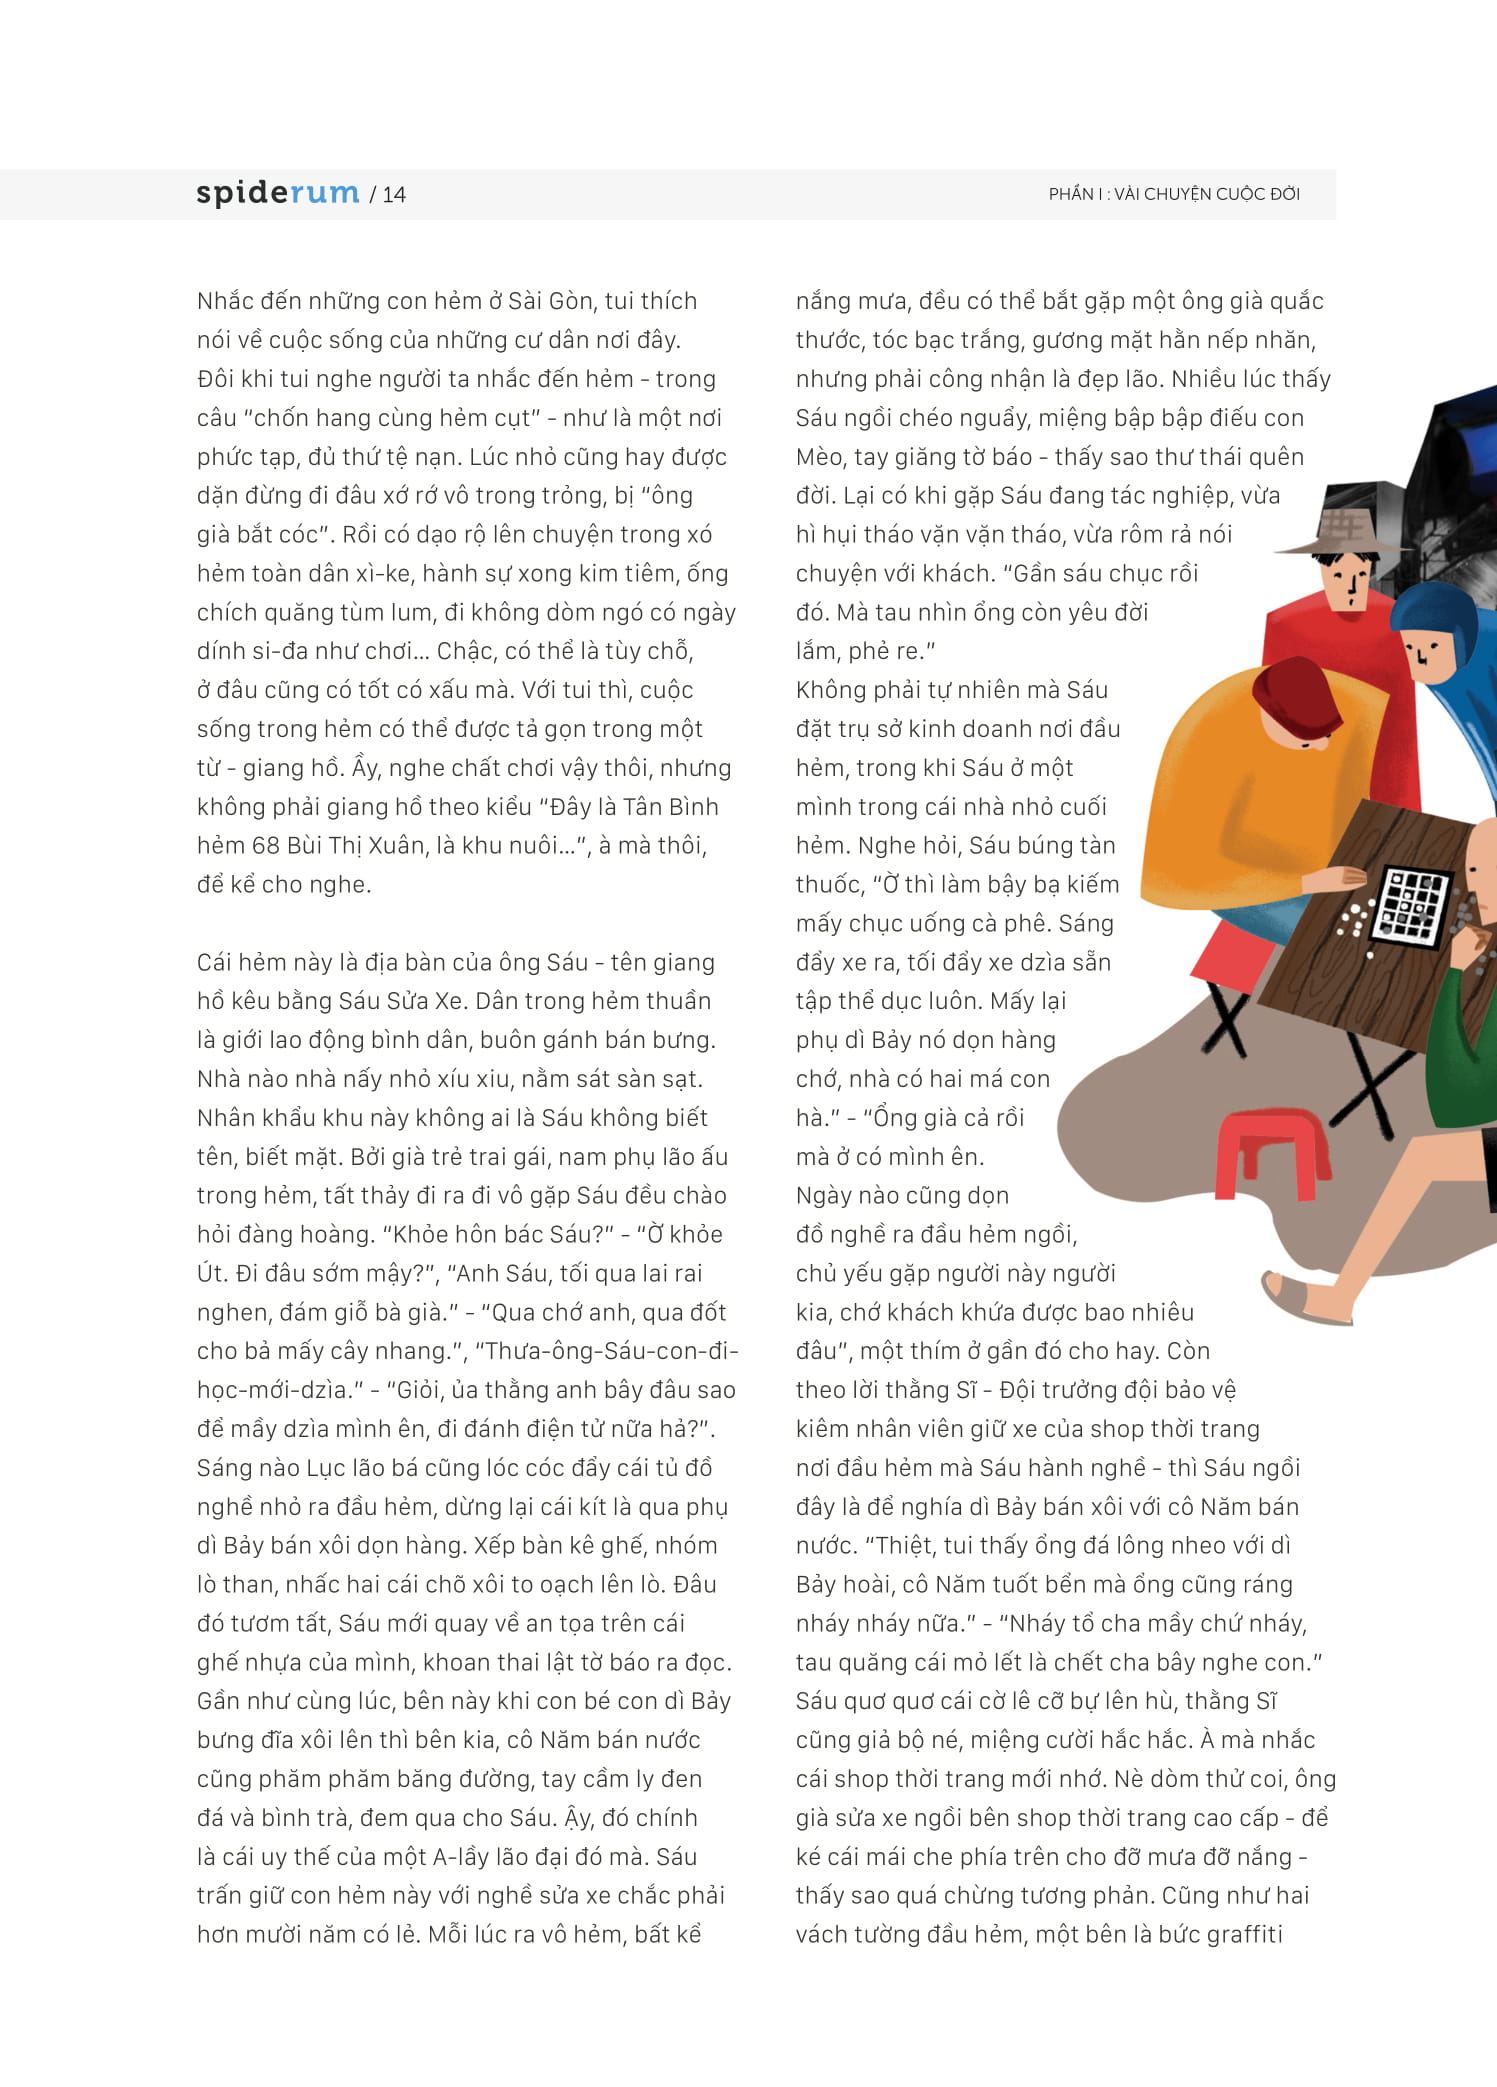 spiderum / 14
PHẦN I : VÀI CHUYỆN CUỘC ĐỜI
Nhắc đến những con hẻm ở Sài Gòn, tui thích
nói về cuộc sống của những cư dân nơi đây.
Đôi khi tui nghe người ta nhắc đến hẻm - trong
câu “chốn hang cùng hẻm cụt” - như là một nơi
phức tạp, đủ thứ tệ nạn. Lúc nhỏ cũng hay được
dặn đừng đi đâu xớ rớ vô trong trỏng, bị “ông
già bắt cóc”. Rồi có dạo rộ lên chuyện trong xó
hẻm toàn dân xì-ke, hành sự xong kim tiêm, ống
chích quăng tùm lum, đi không dòm ngó có ngày
dính si-đa như chơi... Chậc, có thể là tùy chỗ,
ở đâu cũng có tốt có xấu mà. Với tui thì, cuộc
sống trong hẻm có thể được tả gọn trong một
từ - giang hồ. Ầy, nghe chất chơi vậy thôi, nhưng
không phải giang hồ theo kiểu “Đây là Tân Bình
hẻm 68 Bùi Thị Xuân, là khu nuôi...”, à mà thôi,
để kể cho nghe.
Cái hẻm này là địa bàn của ông Sáu - tên giang
hồ kêu bằng Sáu Sửa Xe. Dân trong hẻm thuần
là giới lao động bình dân, buôn gánh bán bưng.
Nhà nào nhà nấy nhỏ xíu xiu, nằm sát sàn sạt.
Nhân khẩu khu này không ai là Sáu không biết
tên, biết mặt. Bởi già trẻ trai gái, nam phụ lão ấu
trong hẻm, tất thảy đi ra đi vô gặp Sáu đều chào
hỏi đàng hoàng. “Khỏe hôn bác Sáu?” - “Ờ khỏe
Út. Đi đâu sớm mậy?”, “Anh Sáu, tối qua lai rai
nghen, đám giỗ bà già.” - “Qua chớ anh, qua đốt
cho bả mấy cây nhang.”, “Thưa-ông-Sáu-con-đi-
học-mới-dzìa.” - “Giỏi, ủa thằng anh bây đâu sao
để mầy dzìa mình ên, đi đánh điện tử nữa hả?”.
Sáng nào Lục lão bá cũng lóc cóc đẩy cái tủ đồ
nghề nhỏ ra đầu hẻm, dừng lại cái kít là qua phụ
dì Bảy bán xôi dọn hàng. Xếp bàn kê ghế, nhóm
lò than, nhấc hai cái chõ xôi to oạch lên lò. Đâu
đó tươm tất, Sáu mới quay về an tọa trên cái
ghế nhựa của mình, khoan thai lật tờ báo ra đọc.
Gần như cùng lúc, bên này khi con bé con dì Bảy
bưng đĩa xôi lên thì bên kia, cô Năm bán nước
cũng phăm phăm băng đường, tay cầm ly đen
đá và bình trà, đem qua cho Sáu. Ậy, đó chính
là cái uy thế của một A-lầy lão đại đó mà. Sáu
trấn giữ con hẻm này với nghề sửa xe chắc phải
hơn mười năm có lẻ. Mỗi lúc ra vô hẻm, bất kể
nắng mưa, đều có thể bắt gặp một ông già quắc
thước, tóc bạc trắng, gương mặt hằn nếp nhăn,
nhưng phải công nhận là đẹp lão. Nhiều lúc thấy
Sáu ngồi chéo nguẩy, miệng bập bập điếu con
Mèo, tay giăng tờ báo - thấy sao thư thái quên
đời. Lại có khi gặp Sáu đang tác nghiệp, vừa
hì hụi tháo vặn vặn tháo, vừa rôm rả nói
chuyện với khách. “Gần sáu chục rồi
đó. Mà tau nhìn ổng còn yêu đời
lắm, phẻ re.”
Không phải tự nhiên mà Sáu
đặt trụ sở kinh doanh nơi đầu
hẻm, trong khi Sáu ở một
mình trong cái nhà nhỏ cuối
hẻm. Nghe hỏi, Sáu búng tàn
thuốc, “Ờ thì làm bậy bạ kiếm
mấy chục uống cà phê. Sáng
đẩy xe ra, tối đẩy xe dzìa sẵn
tập thể dục luôn. Mấy lại
phụ dì Bảy nó dọn hàng
chớ, nhà có hai má con
hà.” - “Ổng già cả rồi
mà ở có mình ên.
Ngày nào cũng dọn
đồ nghề ra đầu hẻm ngồi,
chủ yếu gặp người này người
kia, chớ khách khứa được bao nhiêu
đâu”, một thím ở gần đó cho hay. Còn
theo lời thằng Sĩ - Đội trưởng đội bảo vệ
kiêm nhân viên giữ xe của shop thời trang
nơi đầu hẻm mà Sáu hành nghề - thì Sáu ngồi
đây là để nghía dì Bảy bán xôi với cô Năm bán
nước. “Thiệt, tui thấy ổng đá lông nheo với dì
Bảy hoài, cô Năm tuốt bển mà ổng cũng ráng
nháy nháy nữa.” - “Nháy tổ cha mầy chứ nháy,
tau quăng cái mỏ lết là chết cha bây nghe con.”
Sáu quơ quơ cái cờ lê cỡ bự lên hù, thằng Sĩ
cũng giả bộ né, miệng cười hắc hắc. À mà nhắc
cái shop thời trang mới nhớ. Nè dòm thử coi, ông
già sửa xe ngồi bên shop thời trang cao cấp - để
ké cái mái che phía trên cho đỡ mưa đỡ nắng -
thấy sao quá chừng tương phản. Cũng như hai
vách tường đầu hẻm, một bên là bức graffiti